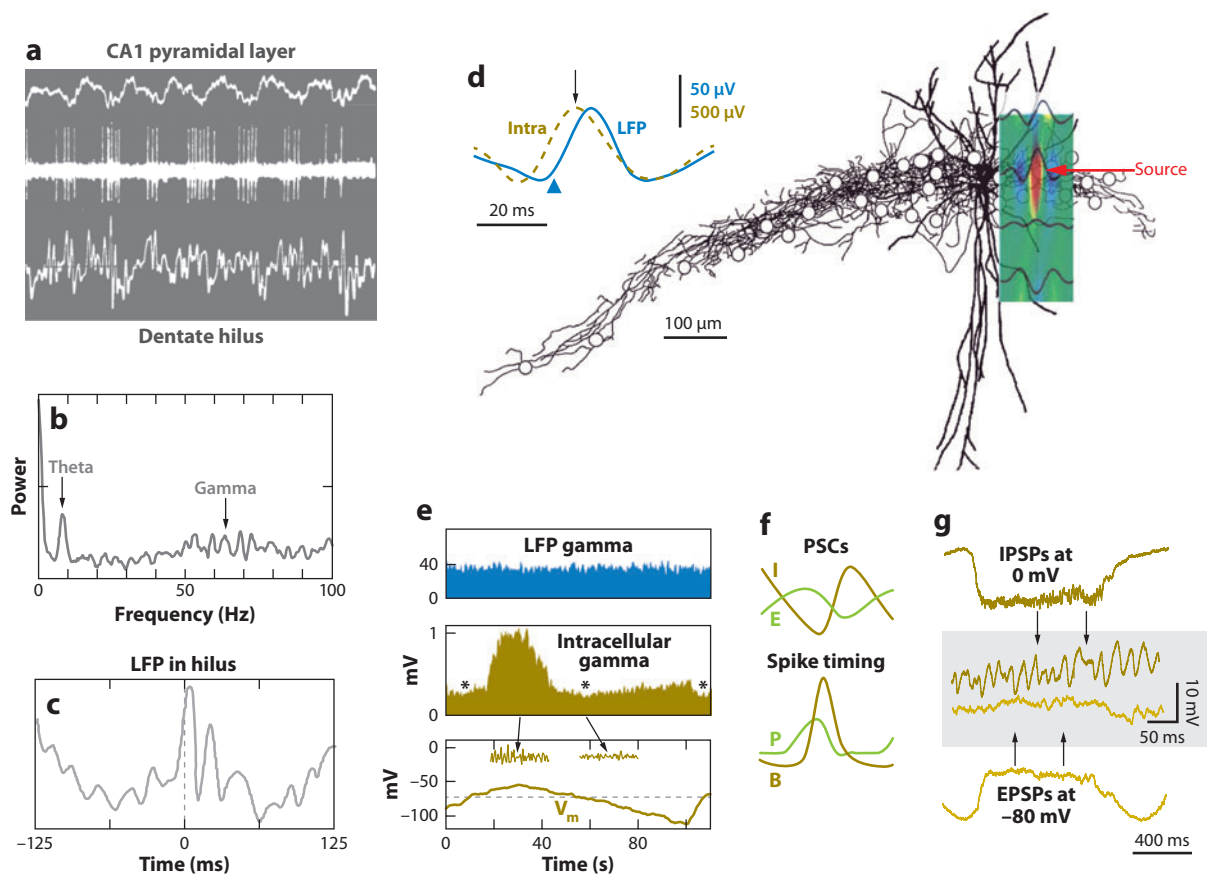 a
CA1 pyramidal layer
Dentate hilus
b
Power
Theta
Gamma
0
50
100
Frequency (Hz)
LFP in hilus
c
−125
0
125
Time (ms)
d
Intra
LFP
50 µV
500 µV
20 ms
100 µm
Source
e
LFP gamma
40
0
Intracellular
gamma
mV
1
0
*
*
*
mV
0
−50
−100
Vm
0
40
80
Time (s)
f
PSCs
I
E
Spike timing
P
B
g
IPSPs at
0 mV
10 mV
50 ms
EPSPs at
−80 mV
400 ms